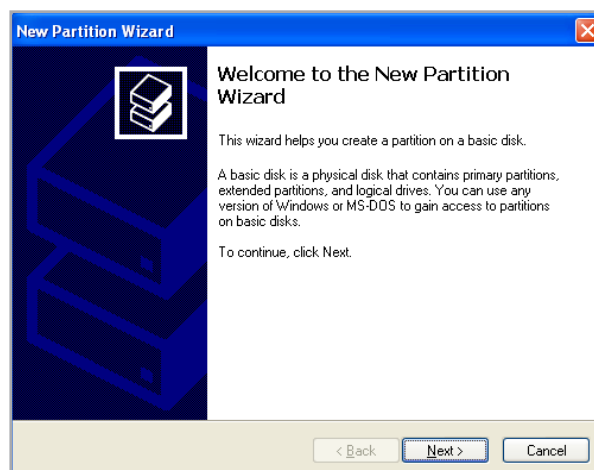 New Partition Wizard
Welcome to the New Partition
Wizard
This wizard helps you create a partition on a basic disk.
A basic disk is a physical disk that contains primary partitions,
extended partitions, and logical drives. You can use any
version of Windows or MS-DOS to gain access to partitions
on basic disks.
To continue, click Next.
< Back Next > Cancel